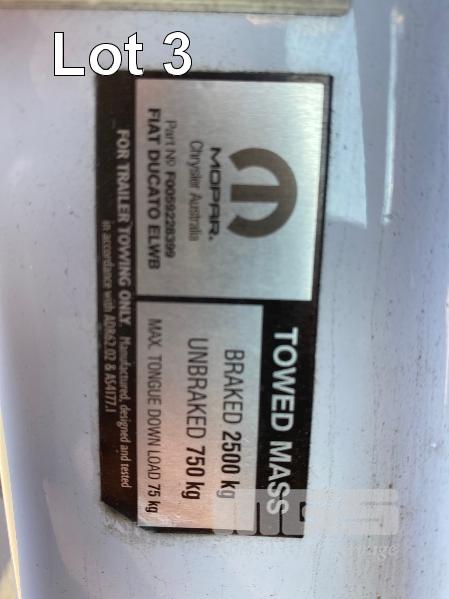 Lot 3
MOPAR.
Chrysler Australia
Part Nº F0059228399
FIAT DUCATO ELWB
TOWED MASS
BRAKED 2500 kg
UNBRAKED 750 kg
MAX. TONGUE DOWN LOAD 75 kg
FOR TRAILER TOWING ONLY. Manufactured, designed and tested
in accordance with ADR62.02 & AS4177.1